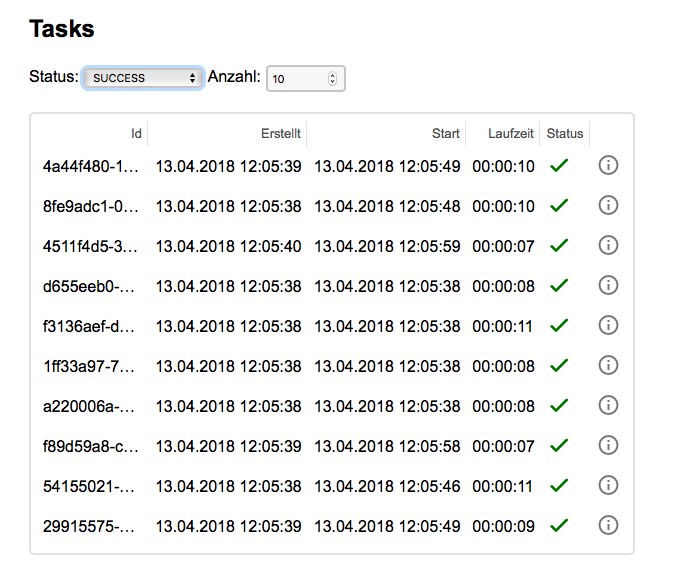 Tasks
Status: SUCCESS Anzahl: 10
Id Erstellt Start Laufzeit Status
4a44f480-1... 13.04.2018 12:05:39 13.04.2018 12:05:49 00:00:10
8fe9adc1-0... 13.04.2018 12:05:38 13.04.2018 12:05:48 00:00:10
4511f4d5-3... 13.04.2018 12:05:40 13.04.2018 12:05:59 00:00:07
d655eeb0-... 13.04.2018 12:05:38 13.04.2018 12:05:38 00:00:08
f3136aef-d... 13.04.2018 12:05:38 13.04.2018 12:05:38 00:00:11
1ff33a97-7... 13.04.2018 12:05:38 13.04.2018 12:05:38 00:00:08
a220006a-... 13.04.2018 12:05:38 13.04.2018 12:05:38 00:00:08
f89d59a8-c... 13.04.2018 12:05:39 13.04.2018 12:05:58 00:00:07
54155021-... 13.04.2018 12:05:38 13.04.2018 12:05:46 00:00:11
29915575-... 13.04.2018 12:05:39 13.04.2018 12:05:49 00:00:09